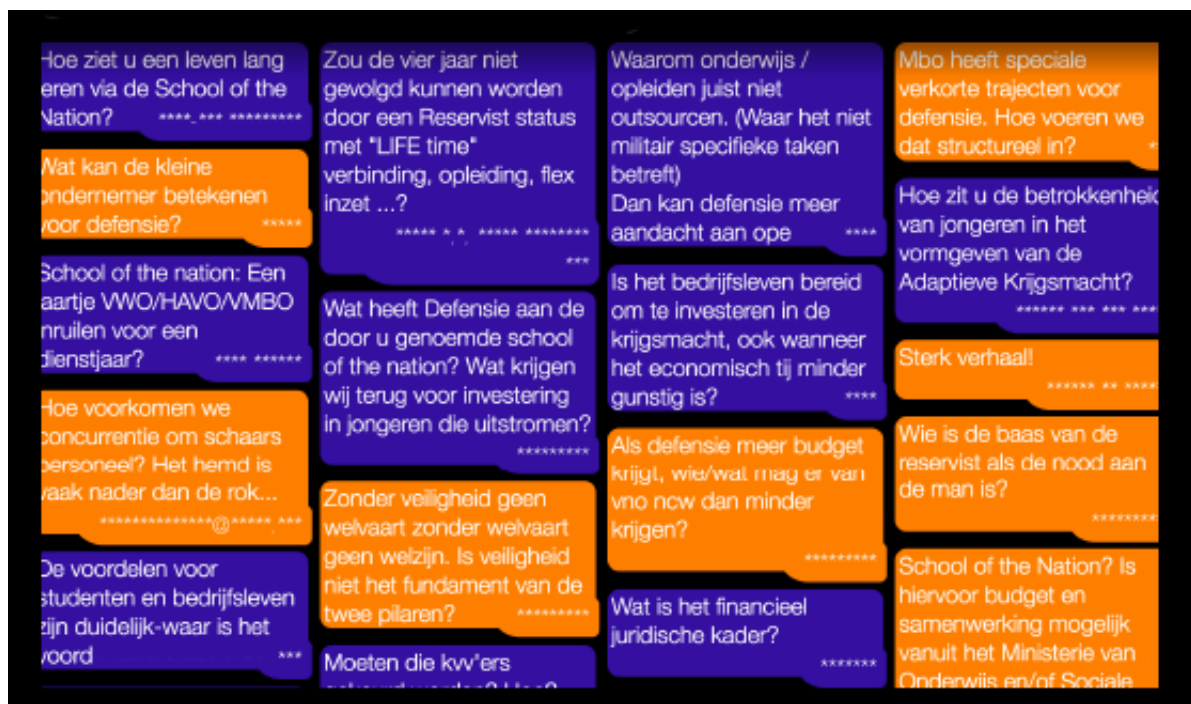 Hoe ziet u een leven lang
eren via de School of the
Nation? ****-*** *********
Wat kan de kleine
ondernemer betekenen
voor defensie? *****
School of the nation: Een
aartje VWO/HAVO/VMBO
nruilen voor een
dienstjaar? **** ******
Hoe voorkomen we
concurrentie om schaars
personeel? Het hemd is
vaak nader dan de rok...
**************@*****.***
De voordelen voor
studenten en bedrijfsleven
zijn duidelijk-waar is het
voord ***
Zou de vier jaar niet
gevolgd kunnen worden
door een Reservist status
met "LIFE time"
verbinding, opleiding, flex
inzet ...?
***** *.*. ***** ********
***
Wat heeft Defensie aan de
door u genoemde school
of the nation? Wat krijgen
wij terug voor investering
in jongeren die uitstromen?
*********
Zonder veiligheid geen
welvaart zonder welvaart
geen welzijn. Is veiligheid
niet het fundament van de
twee pilaren? *********
Moeten die kvv'ers
Waarom onderwijs /
opleiden juist niet
outsourcen. (Waar het niet
militair specifieke taken
betreft)
Dan kan defensie meer
aandacht aan ope ****
Is het bedrijfsleven bereid
om te investeren in de
krijgsmacht, ook wanneer
het economisch tij minder
gunstig is? ****
Als defensie meer budget
krijgt, wie/wat mag er van
vno ncw dan minder
krijgen?
*********
Wat is het financieel
juridische kader?
*******
Mbo heeft speciale
verkorte trajecten voor
defensie. Hoe voeren we
dat structureel in? *
Hoe zit u de betrokkenheid
van jongeren in het
vormgeven van de
Adaptieve Krijgsmacht?
****** *** *** ***
Sterk verhaal!
****** ** *****
Wie is de baas van de
reservist als de nood aan
de man is?
********
School of the Nation? Is
hiervoor budget en
samenwerking mogelijk
vanuit het Ministerie van
Onderwijs en/of Sociale